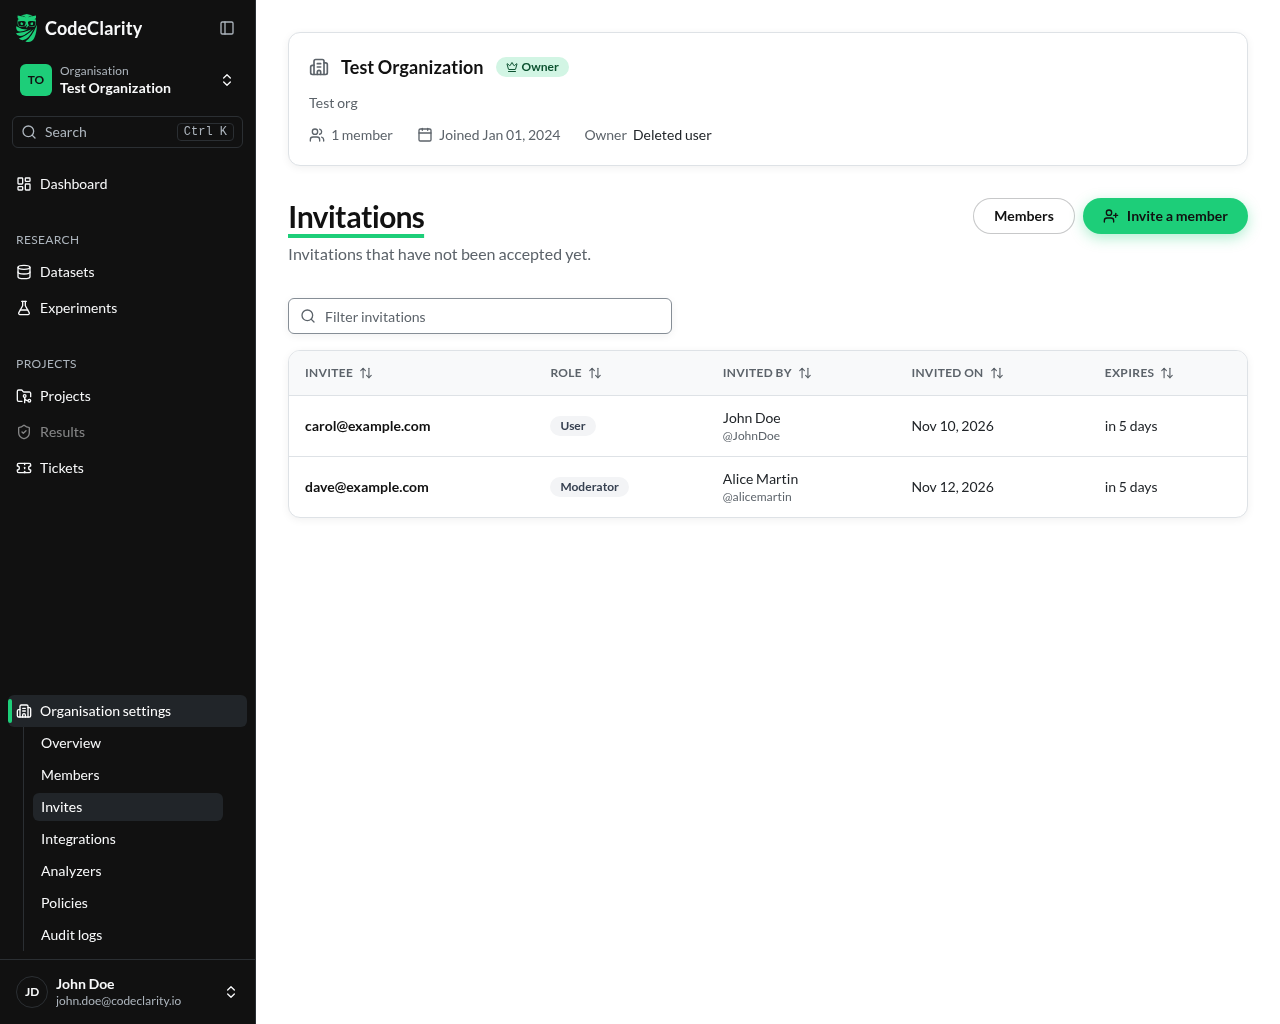 CodeClarity
TO
Organisation
Test Organization
Search
Ctrl K
Dashboard
RESEARCH
Datasets
Experiments
PROJECTS
Projects
Results
Tickets
Organisation settings
Overview
Members
Invites
Integrations
Analyzers
Policies
Audit logs
JD
John Doe
john.doe@codeclarity.io
Test Organization
Owner
Test org
1 member
Joined Jan 01, 2024
Owner Deleted user
Invitations
Members
Invite a member
Invitations that have not been accepted yet.
Filter invitations
INVITEE ROLE INVITED BY INVITED ON EXPIRES
carol@example.com User John Doe Nov 10, 2026 in 5 days
@JohnDoe
dave@example.com Moderator Alice Martin Nov 12, 2026 in 5 days
@alicemartin